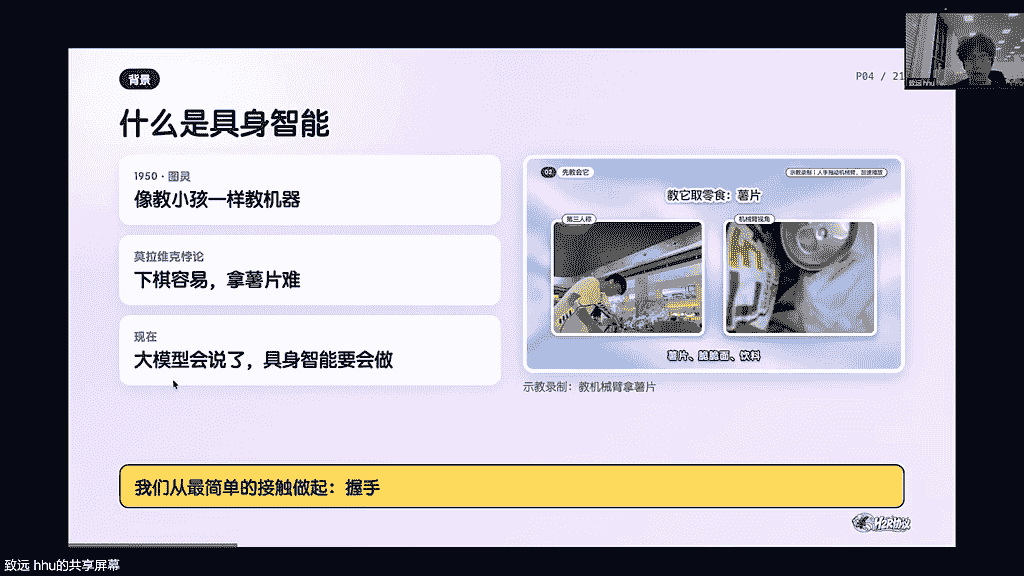 背景
P04 / 21
致远 hhu
什么是具身智能
1950 · 图灵
像教小孩一样教机器
莫拉维克悖论
下棋容易，拿薯片难
现在
大模型会说了，具身智能要会做
02
先教会它
示教录制｜人手拖动机械臂，加速播放
教它取零食：薯片
第三人称
机械臂视角
薯片、脆脆面、饮料
示教录制：教机械臂拿薯片
我们从最简单的接触做起：握手
致远 hhu的共享屏幕